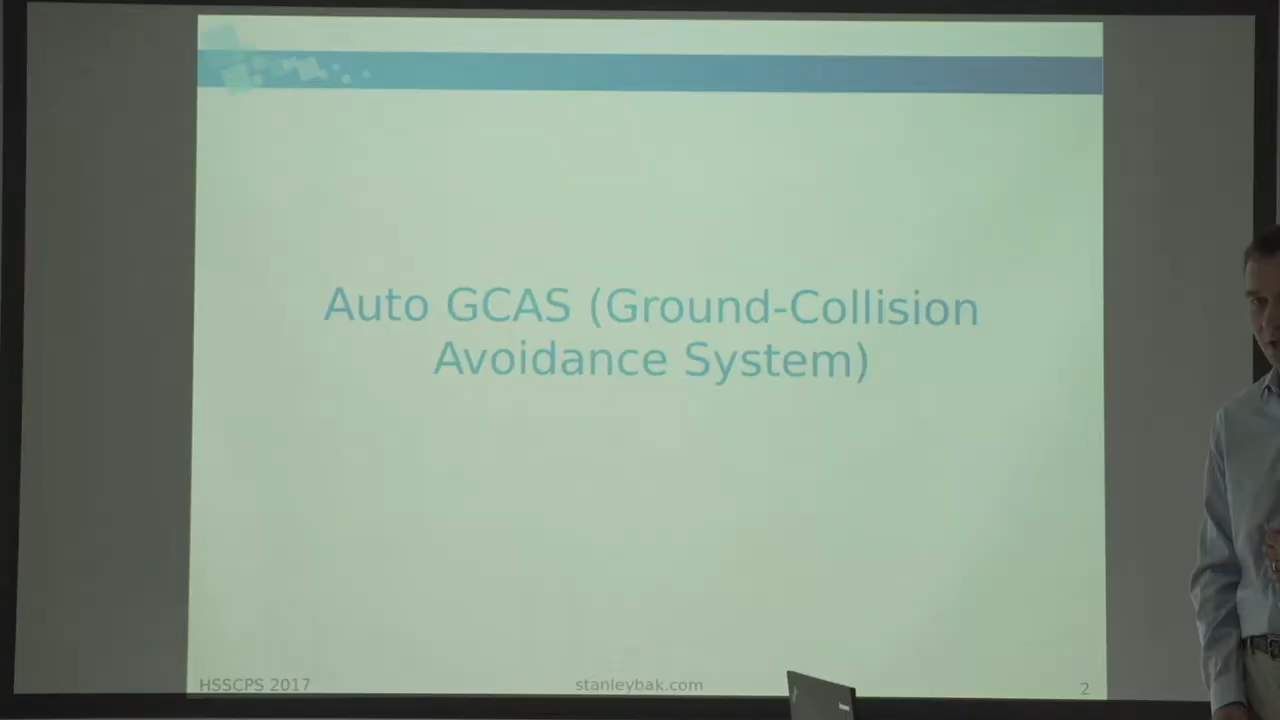 Auto GCAS (Ground-Collision
Avoidance System)
HSSCPS 2017
stanleybak.com
2